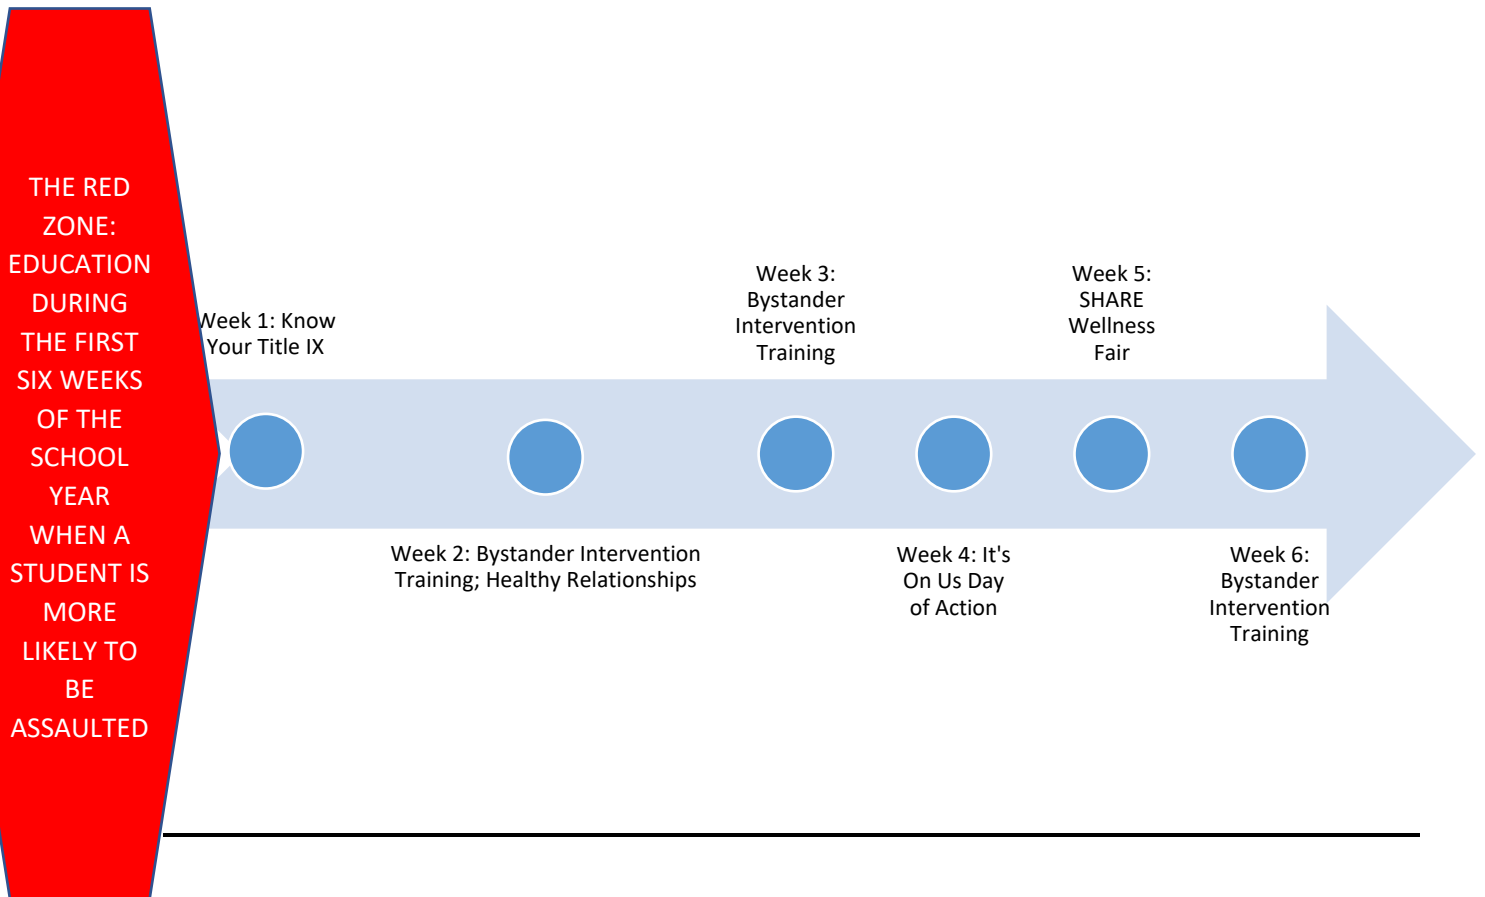 THE RED
ZONE:
EDUCATION
DURING
THE FIRST
SIX WEEKS
OF THE
SCHOOL
YEAR
WHEN A
STUDENT IS
MORE
LIKELY TO
BE
ASSAULTED
Week 1: Know
Your Title IX
Week 2: Bystander Intervention
Training; Healthy Relationships
Week 3:
Bystander
Intervention
Training
Week 4: It's
On Us Day
of Action
Week 5:
SHARE
Wellness
Fair
Week 6:
Bystander
Intervention
Training